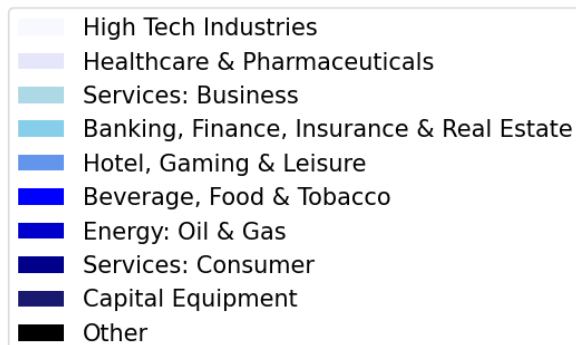 High Tech Industries
Healthcare & Pharmaceuticals
Services: Business
Banking, Finance, Insurance & Real Estate
Hotel, Gaming & Leisure
Beverage, Food & Tobacco
Energy: Oil & Gas
Services: Consumer
Capital Equipment
Other